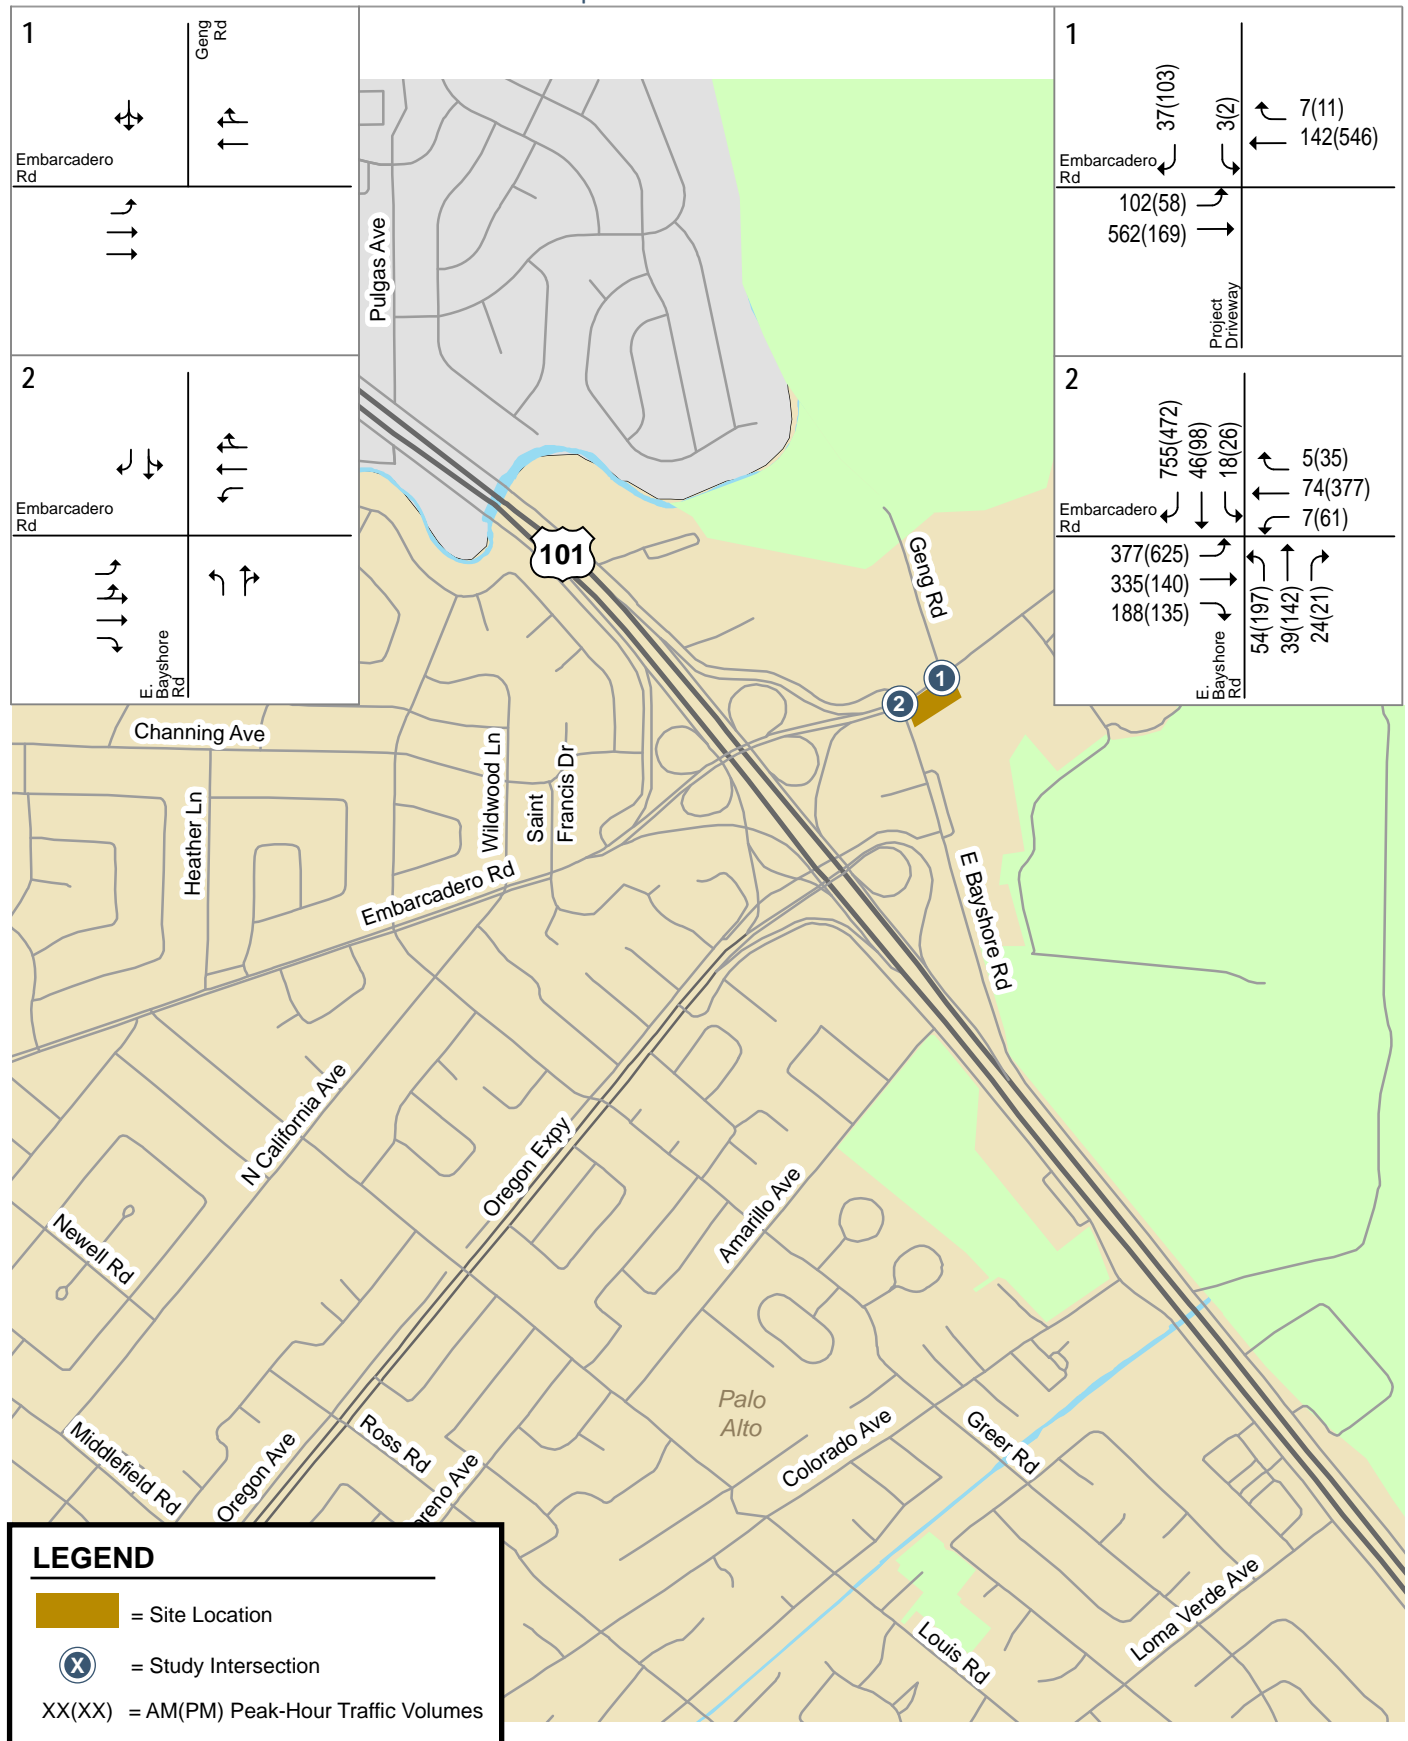 1
Geng
Rd
Embarcadero
Rd
2
Embarcadero
Rd
E.
Bayshore
Rd
1
37(103)
3(2)
7(11)
142(546)
Embarcadero
Rd
102(58)
562(169)
Project
Driveway
2
755(472)
46(98)
18(26)
5(35)
74(377)
7(61)
Embarcadero
Rd
377(625)
335(140)
188(135)
54(197)
39(142)
24(21)
E.
Bayshore
Rd
Pulgas Ave
101
Geng Rd
1
2
Channing Ave
Heather Ln
Wildwood Ln
Saint
Francis Dr
Embarcadero Rd
E Bayshore Rd
N California Ave
Oregon Expy
Amarillo Ave
Newell Rd
Palo
Alto
Middlefield Rd
Oregon Ave
Ross Rd
oreno Ave
Colorado Ave
Greer Rd
Louis Rd
Loma Verde Ave
LEGEND
= Site Location
X = Study Intersection
XX(XX) = AM(PM) Peak-Hour Traffic Volumes